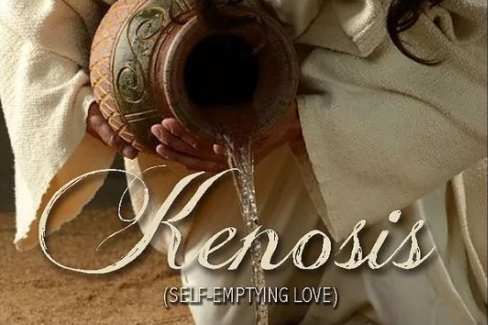 Kenosis
(SELF-EMPTYING LOVE)